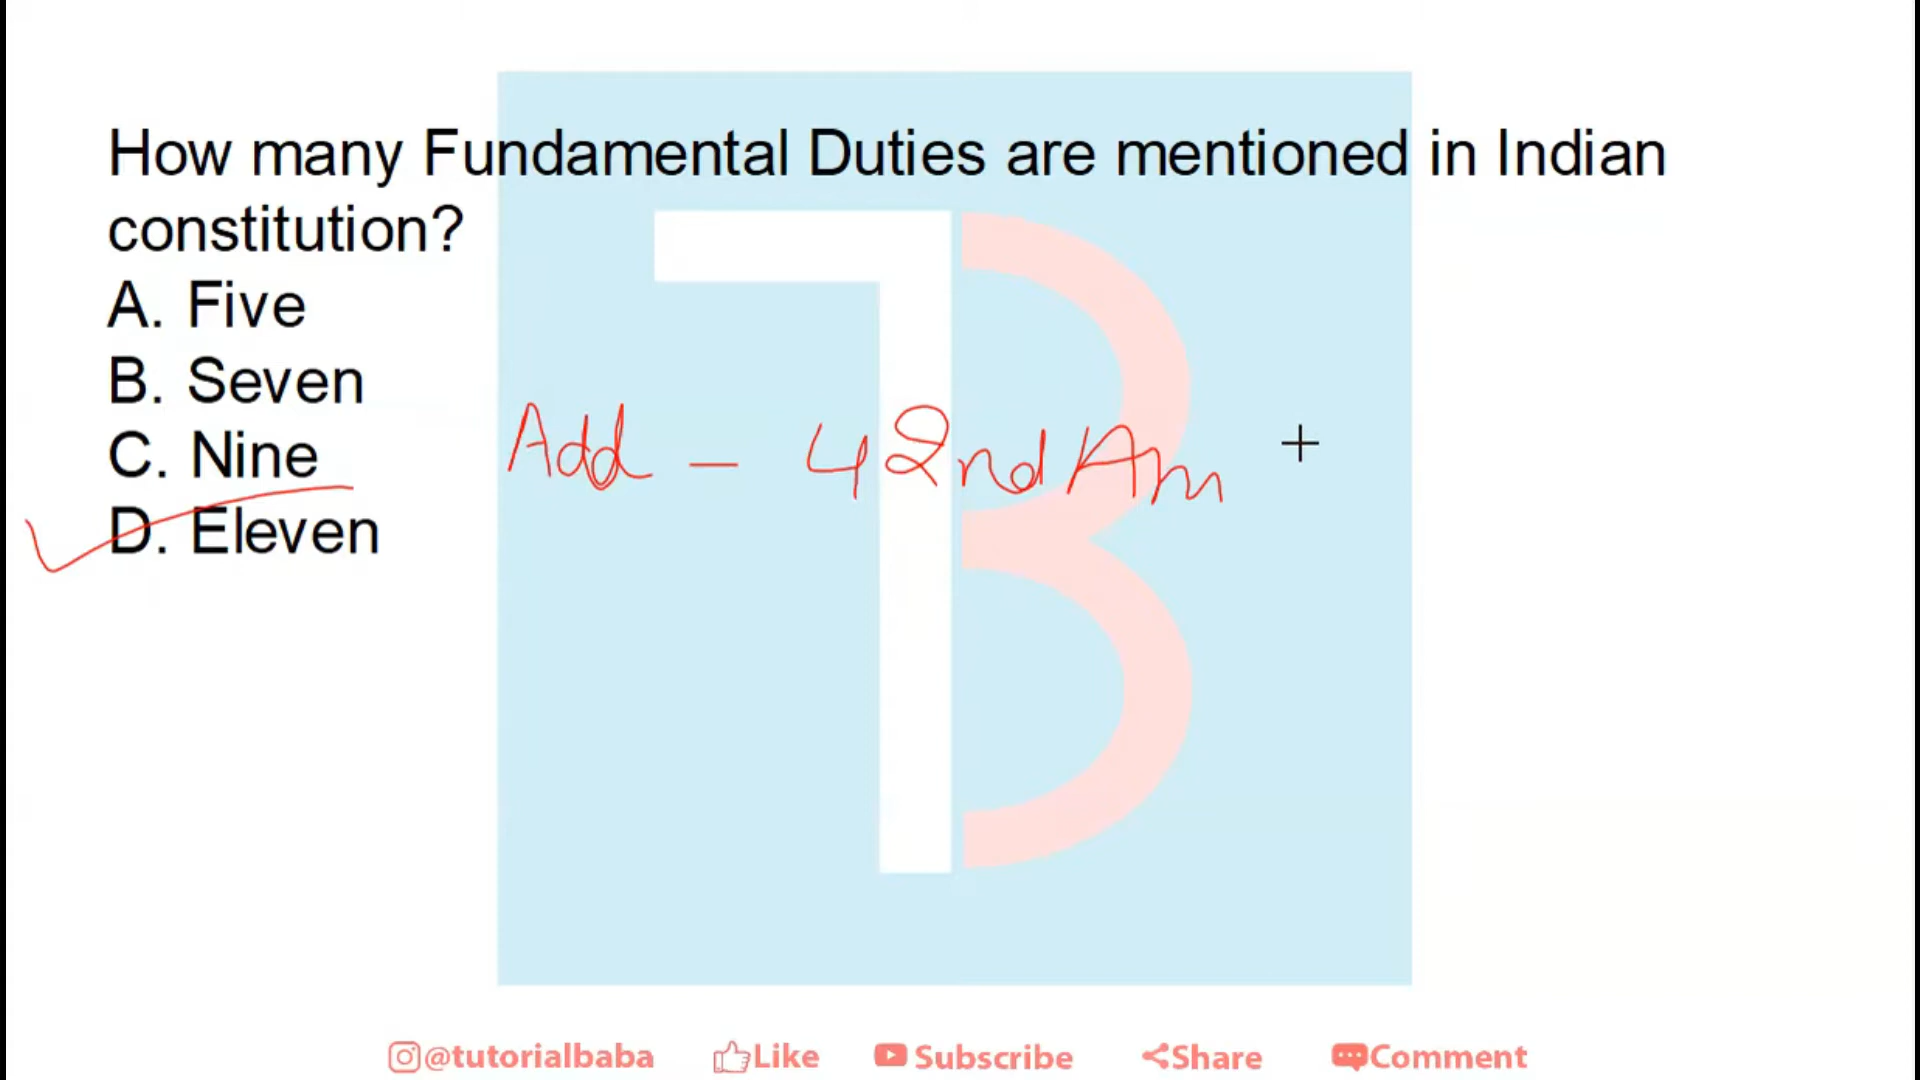 How many Fundamental Duties are mentioned in Indian
constitution?
A. Five
B. Seven
C. Nine
D. Eleven
Add - 42nd Am
@tutorialbaba Like Subscribe Share Comment